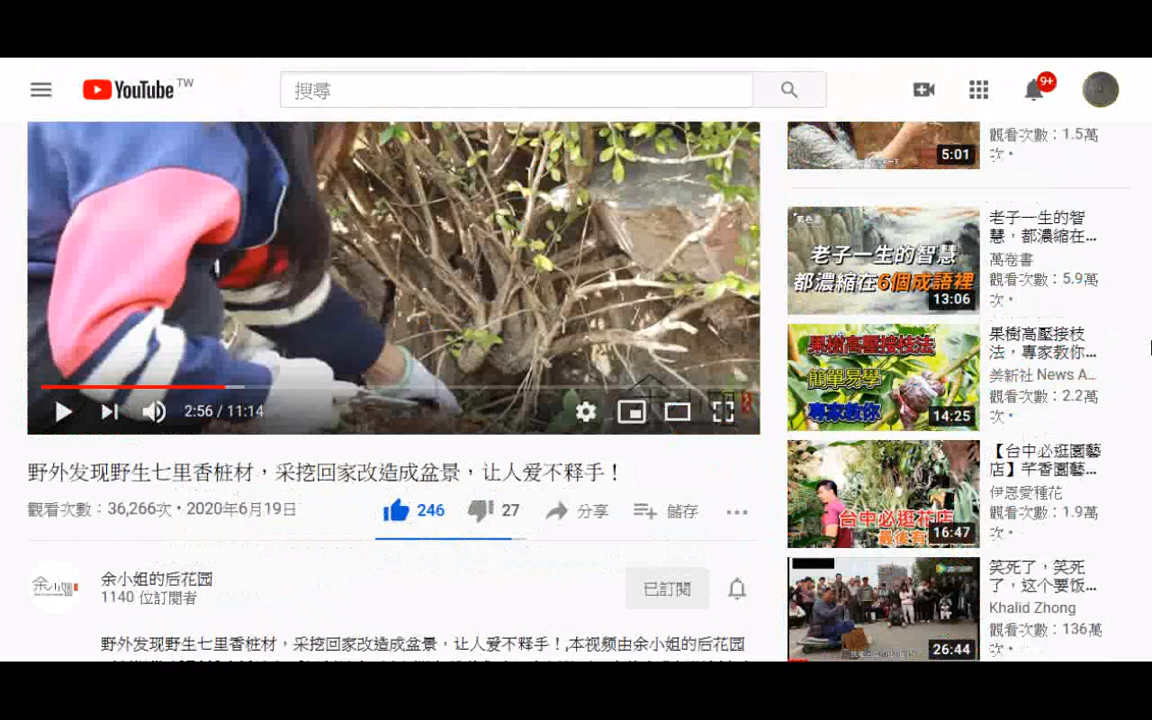 YouTube TW
搜尋
9+
2:56 / 11:14
野外发现野生七里香桩材，采挖回家改造成盆景，让人爱不释手！
觀看次數：36,266次 • 2020年6月19日
246
27
分享
儲存
余小姐的后花园
1140 位訂閱者
已訂閱
野外发现野生七里香桩材，采挖回家改造成盆景，让人爱不释手！,本视频由余小姐的后花园
5:01
觀看次數：1.5萬
次 •
老子一生的智慧
都濃縮在6個成語裡
13:06
老子一生的智
慧，都濃縮在...
萬卷書
觀看次數：5.9萬
次 •
果樹高壓接枝法
簡單易學
專家教你
14:25
果樹高壓接枝
法，專家教你...
美新社 News A...
觀看次數：2.2萬
次 •
台中必逛花店
最後有
16:47
【台中必逛園藝
店】芊香園藝...
伊恩愛種花
觀看次數：1.9萬
次 •
26:44
笑死了，笑死
了，这个要饭...
Khalid Zhong
觀看次數：136萬
次 •